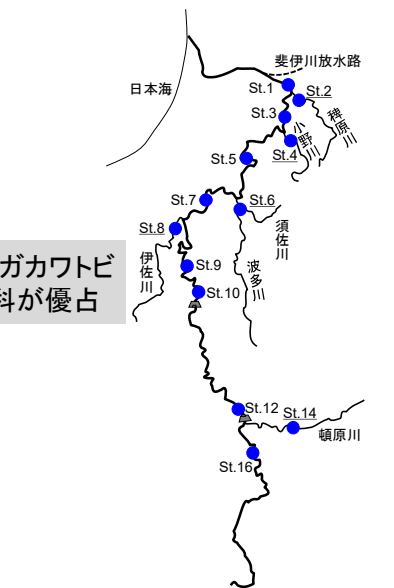 斐伊川放水路
日本海
St.1
St.2
St.3
稗原川
小野川
St.4
St.5
St.7
St.6
St.8
須佐川
伊佐川
波多川
St.9
ガカワトビ
科が優占
St.10
St.12
St.14
頓原川
St.16